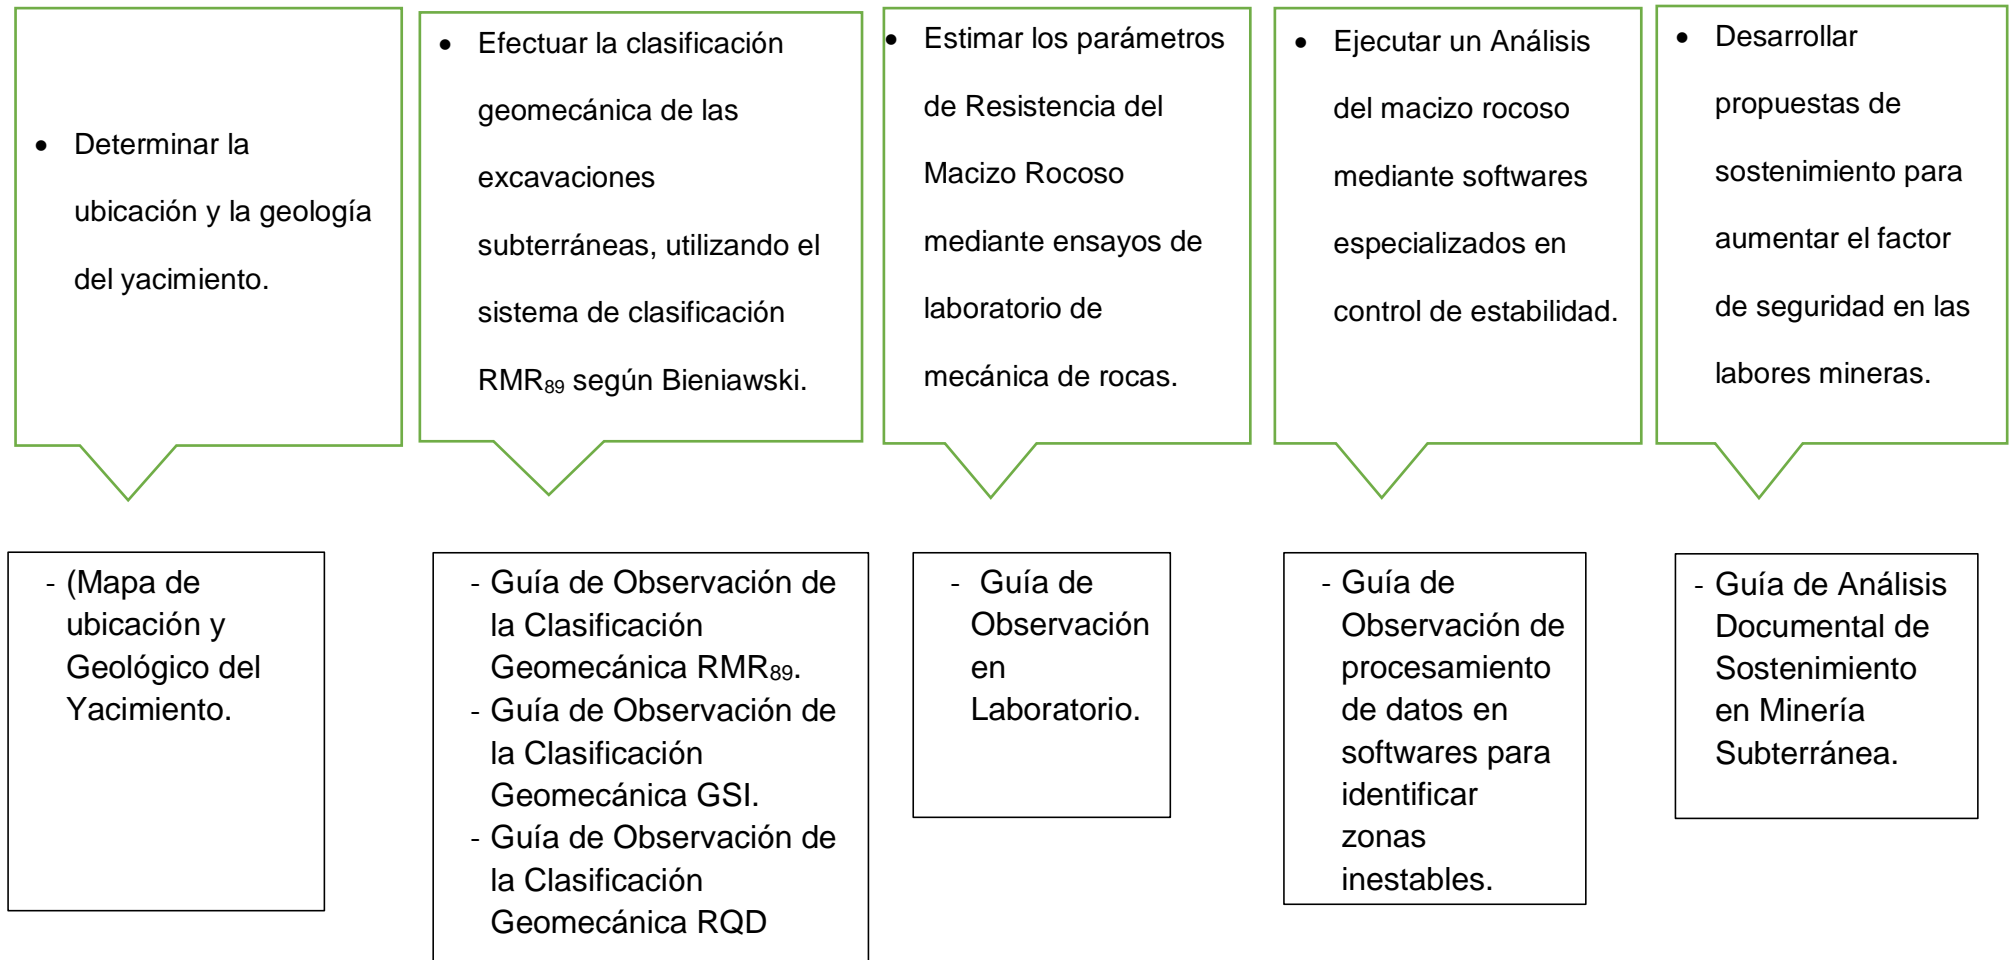 • Determinar la
ubicación y la geología
del yacimiento.
• Efectuar la clasificación
geomecánica de las
excavaciones
subterráneas, utilizando el
sistema de clasificación
RMR₈₉ según Bieniawski.
• Estimar los parámetros
de Resistencia del
Macizo Rocoso
mediante ensayos de
laboratorio de
mecánica de rocas.
• Ejecutar un Análisis
del macizo rocoso
mediante softwares
especializados en
control de estabilidad.
• Desarrollar
propuestas de
sostenimiento para
aumentar el factor
de seguridad en las
labores mineras.
- (Mapa de
ubicación y
Geológico del
Yacimiento.
- Guía de Observación de
la Clasificación
Geomecánica RMR₈₉.
- Guía de Observación de
la Clasificación
Geomecánica GSI.
- Guía de Observación de
la Clasificación
Geomecánica RQD
- Guía de
Observación
en
Laboratorio.
- Guía de
Observación de
procesamiento
de datos en
softwares para
identificar
zonas
inestables.
- Guía de Análisis
Documental de
Sostenimiento
en Minería
Subterránea.